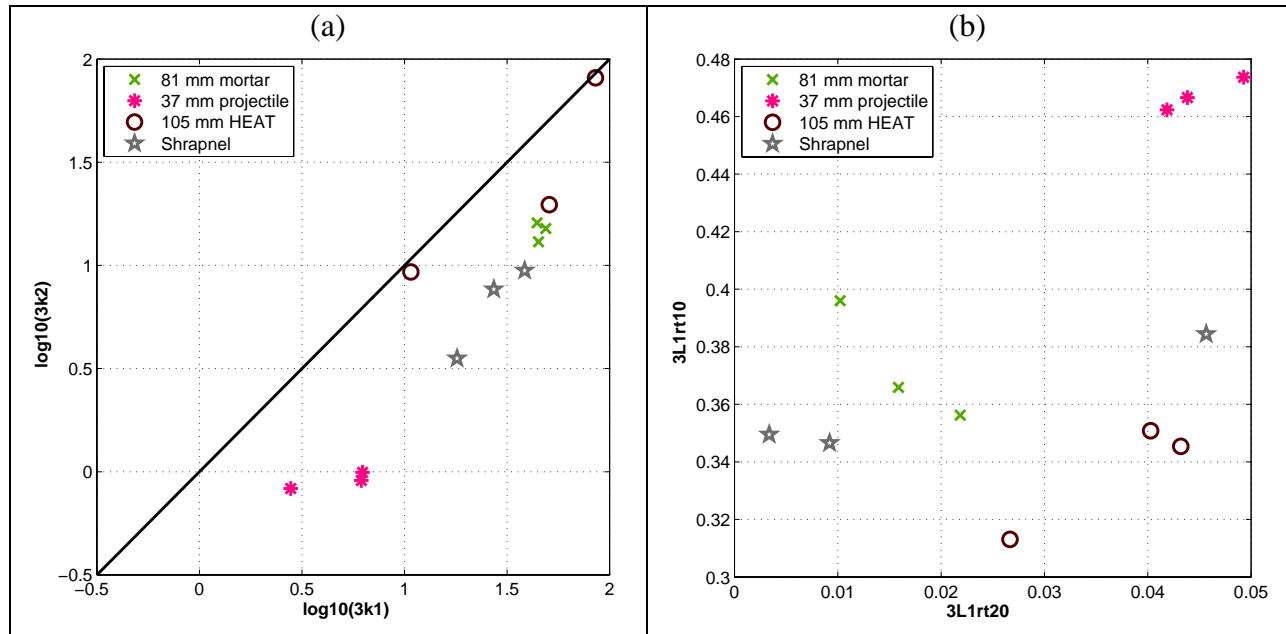 (a)
2
1.5
1
0.5
0
−0.5
−0.5
0
0.5
1
1.5
2
log10(3k2)
log10(3k1)
81 mm mortar
37 mm projectile
105 mm HEAT
Shrapnel
(b)
0.48
0.46
0.44
0.42
0.4
0.38
0.36
0.34
0.32
0.3
0
0.01
0.02
0.03
0.04
0.05
3L1rt10
3L1rt20
81 mm mortar
37 mm projectile
105 mm HEAT
Shrapnel